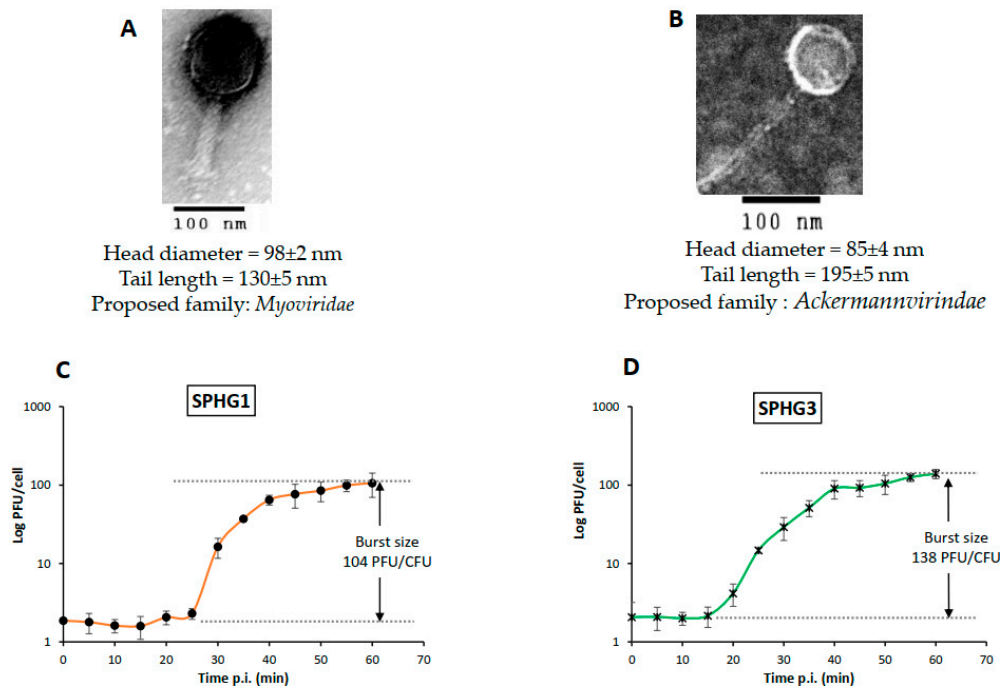 A
100 nm
Head diameter = 98±2 nm
Tail length = 130±5 nm
Proposed family: Myoviridae
B
100 nm
Head diameter = 85±4 nm
Tail length = 195±5 nm
Proposed family : Ackermannvirindae
C
SPHG1
1000
100
10
1
Log PFU/cell
Burst size
104 PFU/CFU
0 10 20 30 40 50 60 70
Time p.i. (min)
D
SPHG3
1000
100
10
1
Log PFU/cell
Burst size
138 PFU/CFU
0 10 20 30 40 50 60 70
Time p.i. (min)